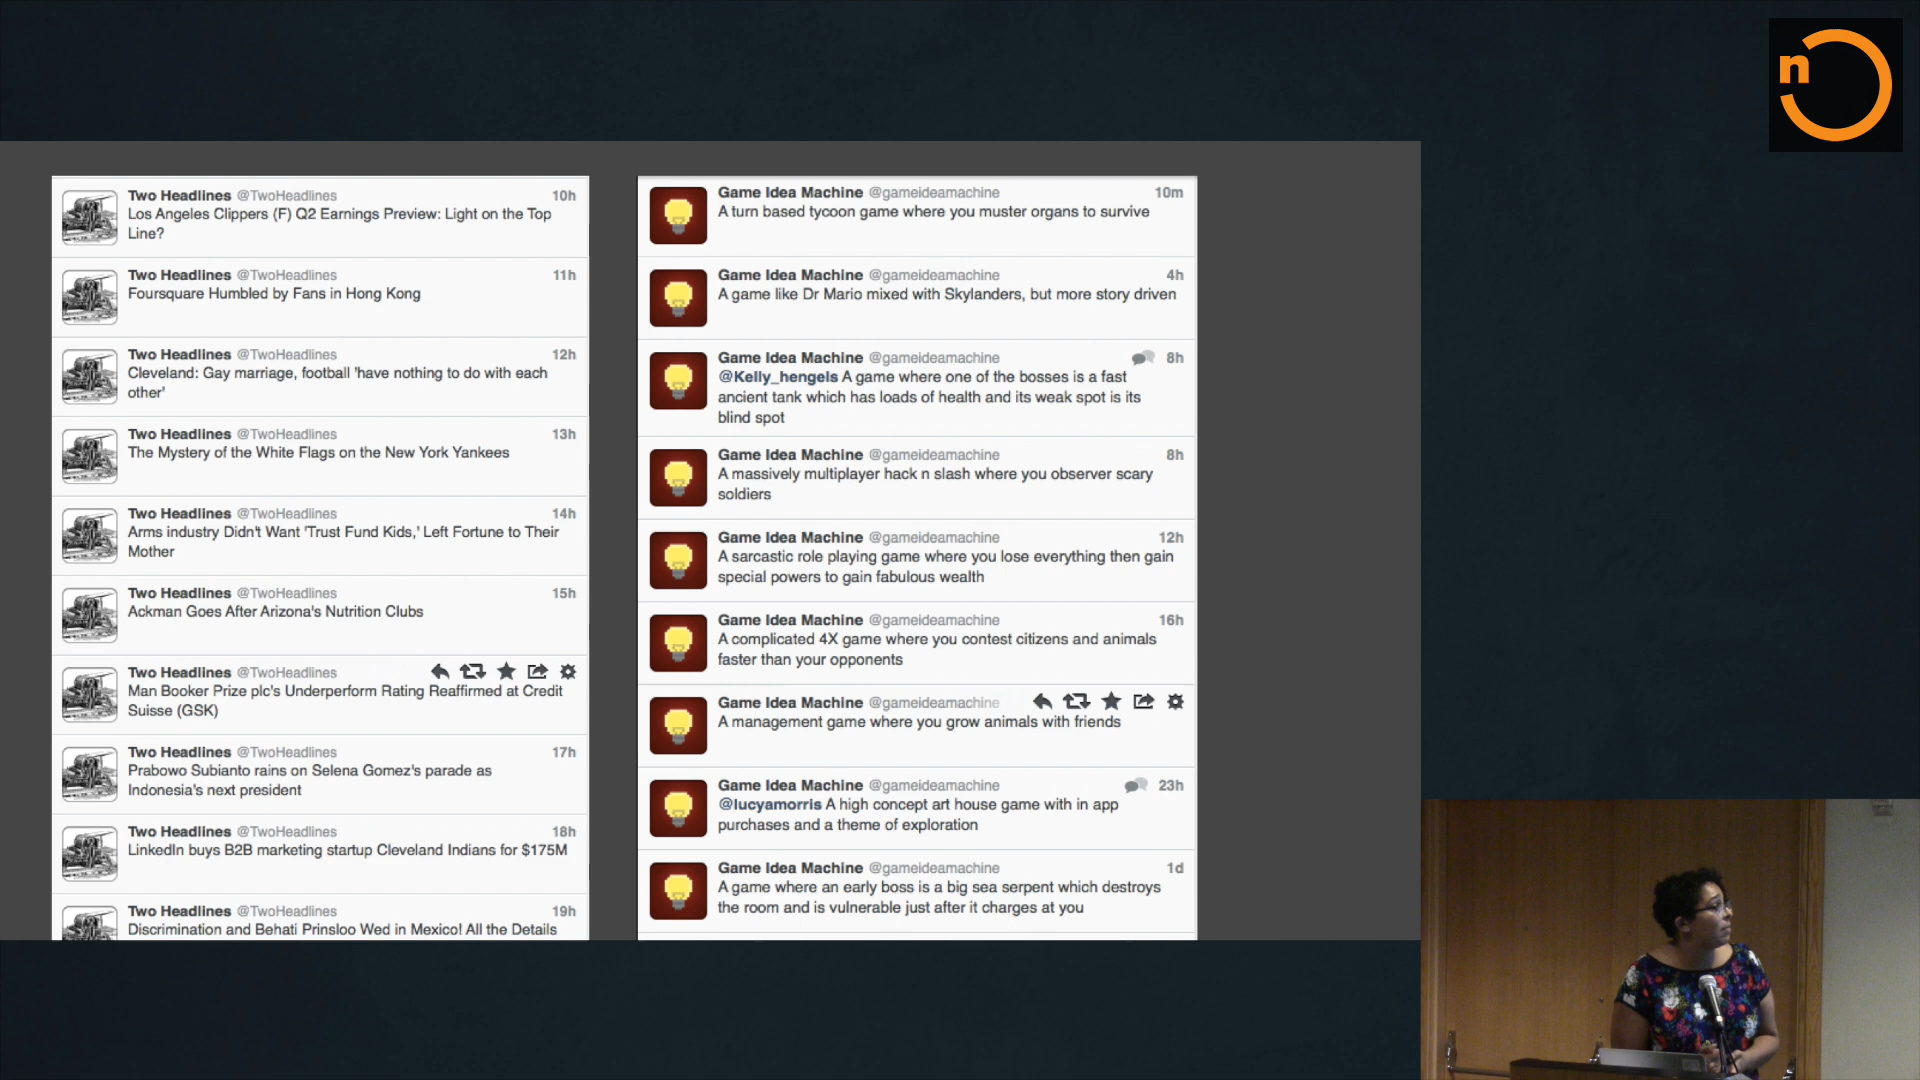 n
Two Headlines @TwoHeadlines 10h
Los Angeles Clippers (F) Q2 Earnings Preview: Light on the Top
Line?
Two Headlines @TwoHeadlines 11h
Foursquare Humbled by Fans in Hong Kong
Two Headlines @TwoHeadlines 12h
Cleveland: Gay marriage, football 'have nothing to do with each
other'
Two Headlines @TwoHeadlines 13h
The Mystery of the White Flags on the New York Yankees
Two Headlines @TwoHeadlines 14h
Arms industry Didn't Want 'Trust Fund Kids,' Left Fortune to Their
Mother
Two Headlines @TwoHeadlines 15h
Ackman Goes After Arizona's Nutrition Clubs
Two Headlines @TwoHeadlines
Man Booker Prize plc's Underperform Rating Reaffirmed at Credit
Suisse (GSK)
Two Headlines @TwoHeadlines 17h
Prabowo Subianto rains on Selena Gomez's parade as
Indonesia's next president
Two Headlines @TwoHeadlines 18h
LinkedIn buys B2B marketing startup Cleveland Indians for $175M
Two Headlines @TwoHeadlines 19h
Discrimination and Behati Prinsloo Wed in Mexico! All the Details
Game Idea Machine @gameideamachine 10m
A turn based tycoon game where you muster organs to survive
Game Idea Machine @gameideamachine 4h
A game like Dr Mario mixed with Skylanders, but more story driven
Game Idea Machine @gameideamachine 8h
@Kelly_hengels A game where one of the bosses is a fast
ancient tank which has loads of health and its weak spot is its
blind spot
Game Idea Machine @gameideamachine 8h
A massively multiplayer hack n slash where you observer scary
soldiers
Game Idea Machine @gameideamachine 12h
A sarcastic role playing game where you lose everything then gain
special powers to gain fabulous wealth
Game Idea Machine @gameideamachine 16h
A complicated 4X game where you contest citizens and animals
faster than your opponents
Game Idea Machine @gameideamachine
A management game where you grow animals with friends
Game Idea Machine @gameideamachine 23h
@lucyamorris A high concept art house game with in app
purchases and a theme of exploration
Game Idea Machine @gameideamachine 1d
A game where an early boss is a big sea serpent which destroys
the room and is vulnerable just after it charges at you